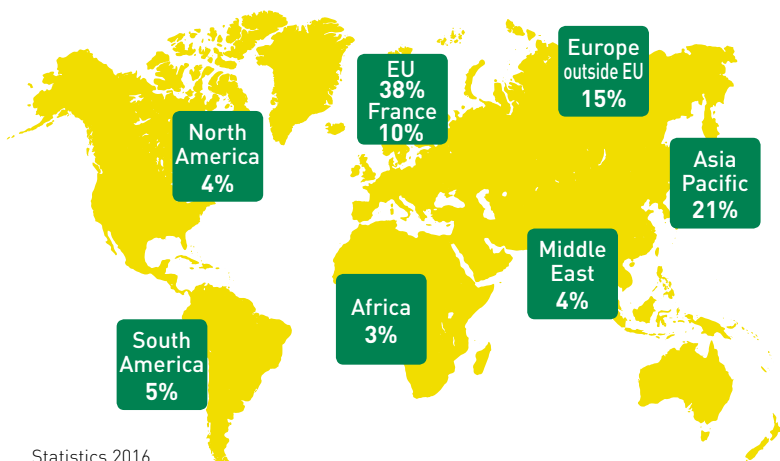 Europe
outside EU
15%
EU
38%
France
10%
North
America
4%
Asia
Pacific
21%
Middle
East
4%
Africa
3%
South
America
5%
Statistics 2016